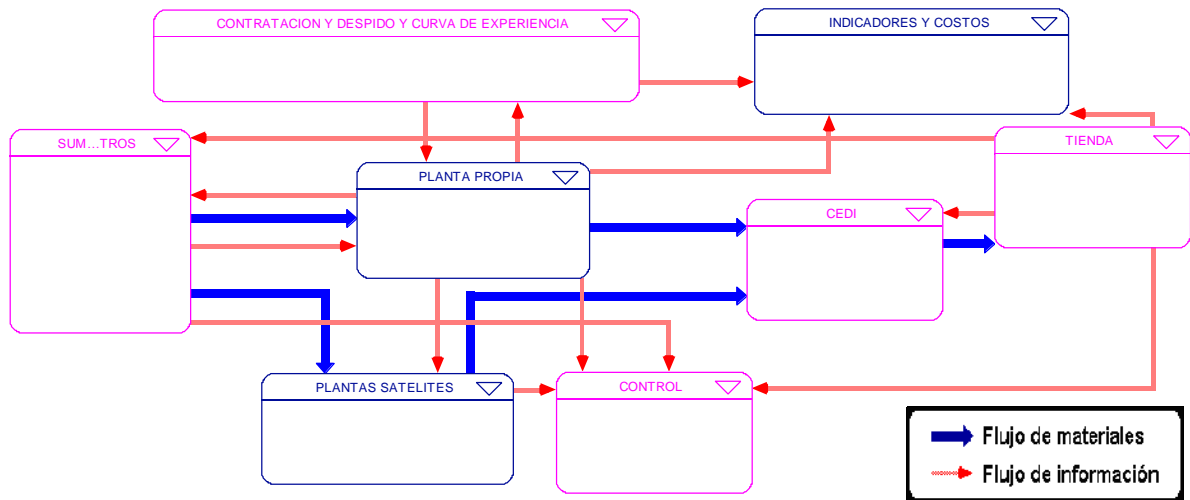 CONTRATACION Y DESPIDO Y CURVA DE EXPERIENCIA
INDICADORES Y COSTOS
SUM...TROS
TIENDA
PLANTA PROPIA
CEDI
PLANTAS SATELITES
CONTROL
Flujo de materiales
Flujo de información